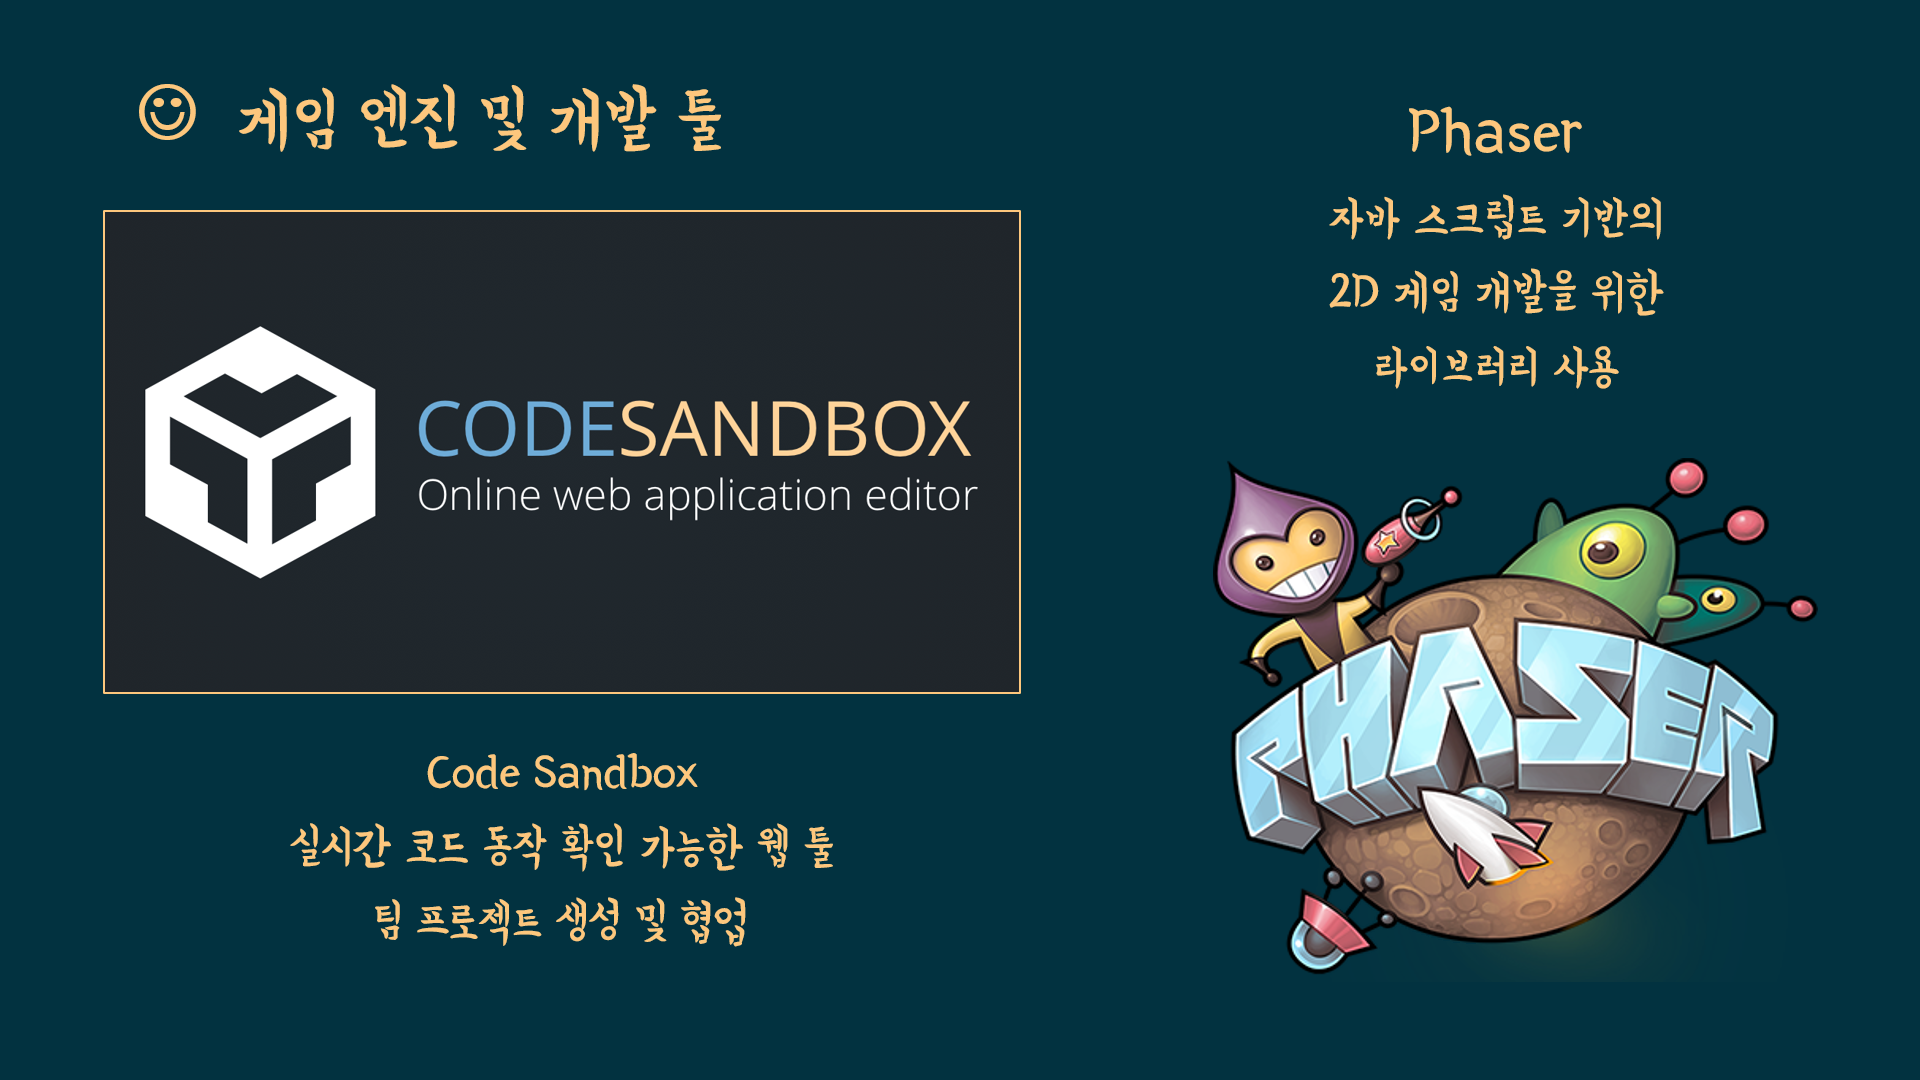 게임 엔진 및 개발 툴
CODESANDBOX
Online web application editor
Code Sandbox
실시간 코드 동작 확인 가능한 웹 툴
팀 프로젝트 생성 및 협업
Phaser
자바 스크립트 기반의
2D 게임 개발을 위한
라이브러리 사용
PHASER